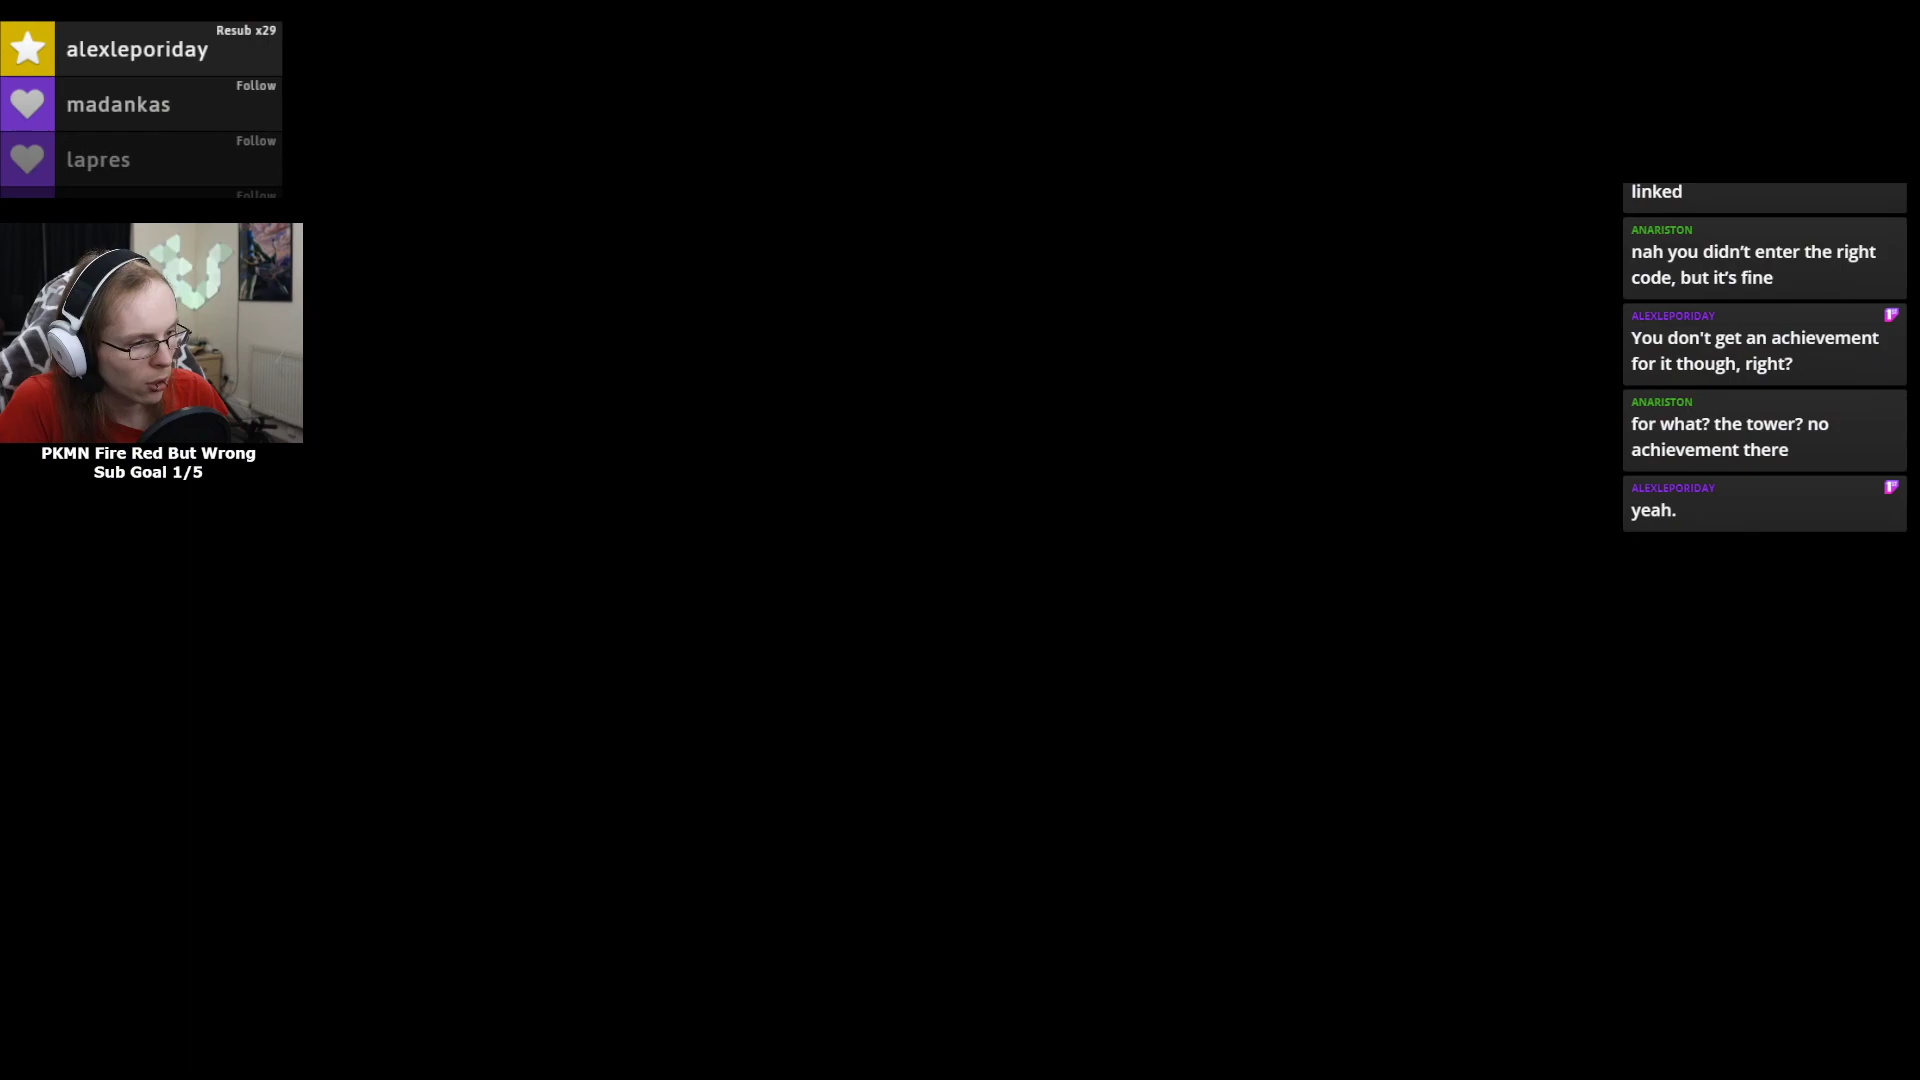 Resub x29
alexleporiday
Follow
madankas
Follow
lapres
Follow
PKMN Fire Red But Wrong
Sub Goal 1/5
linked
ANARISTON
nah you didn’t enter the right
code, but it’s fine
ALEXLEPORIDAY
You don't get an achievement
for it though, right?
ANARISTON
for what? the tower? no
achievement there
ALEXLEPORIDAY
yeah.